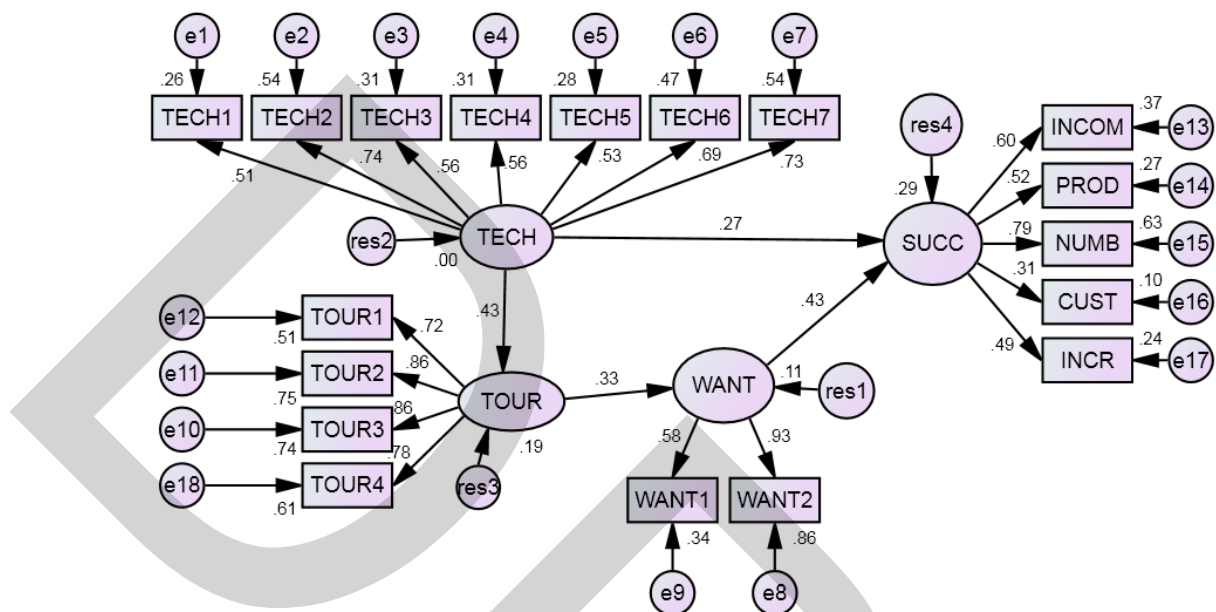 e1 e2 e3 e4 e5 e6 e7
.26 .54 .31 .31 .28 .47 .54
TECH1 TECH2 TECH3 TECH4 TECH5 TECH6 TECH7
.51 .74 .56 .56 .53 .69 .73
res4
.37
INCOM e13
.60
.27
PROD e14
.52
.29
res2 TECH .27 SUCC .79 NUMB .63 e15
.00
.31 CUST .10 e16
.49 INCR .24 e17
.43 .43
e12 TOUR1 .72
.51
e11 TOUR2 .86
.75
TOUR .33 WANT .11 res1
e10 TOUR3 .86
.74
.19
.78
e18 TOUR4
.61
res3
.58 .93
WANT1 WANT2
.34 .86
e9 e8